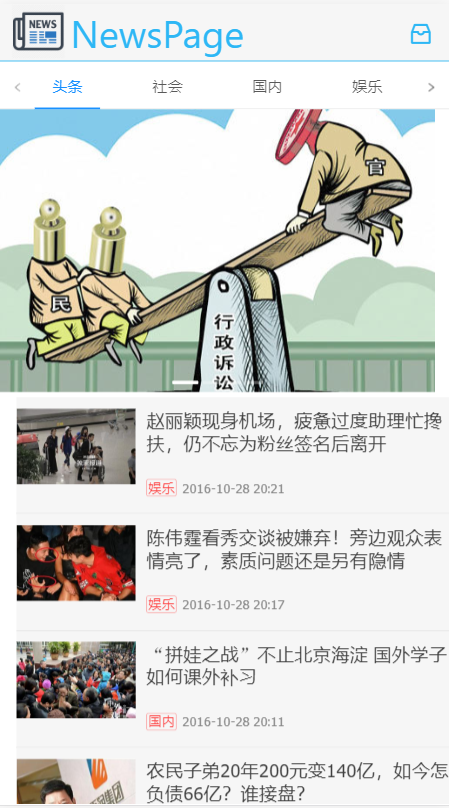 NEWS
NewsPage
头条
社会
国内
娱乐
官
民
行政诉讼
赵丽颖现身机场，疲惫过度助理忙搀
扶，仍不忘为粉丝签名后离开
娱乐 2016-10-28 20:21
陈伟霆看秀交谈被嫌弃！旁边观众表
情亮了，素质问题还是另有隐情
娱乐 2016-10-28 20:17
“拼娃之战”不止北京海淀 国外学子
如何课外补习
国内 2016-10-28 20:11
农民子弟20年200元变140亿，如今怎
负债66亿？谁接盘？